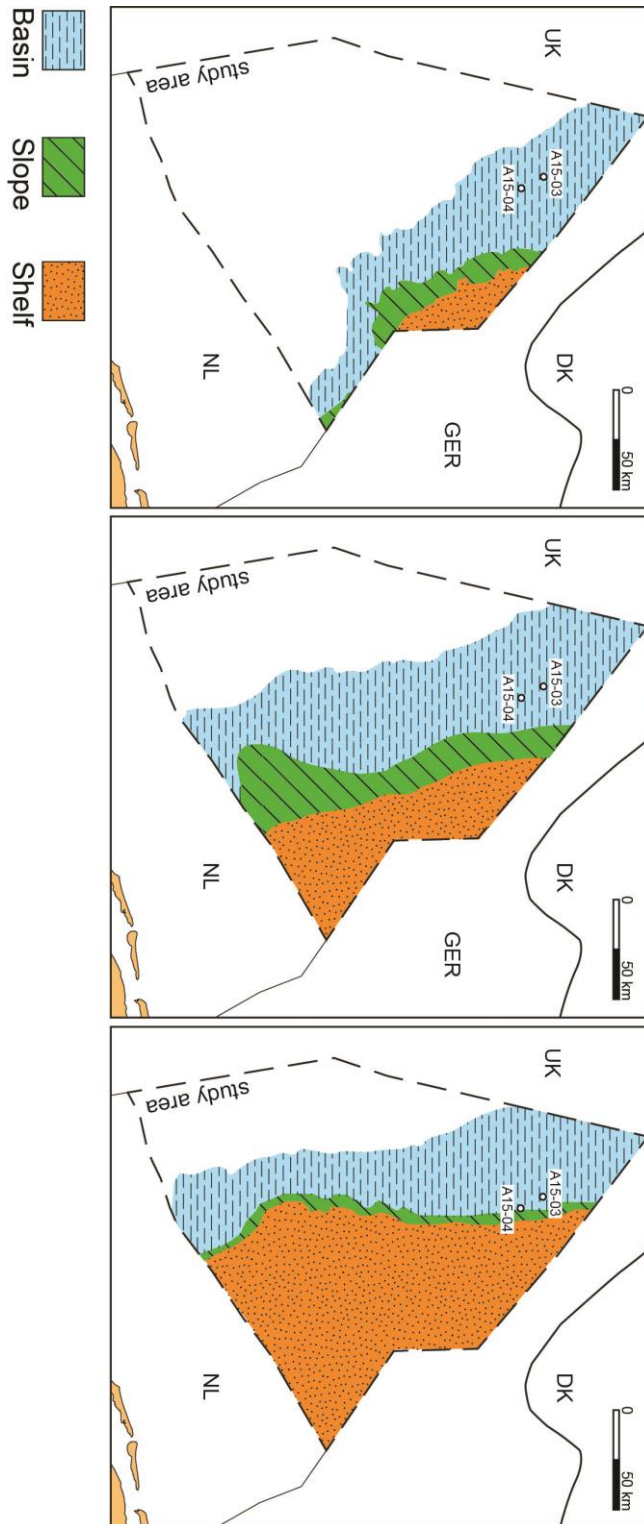 Basin
Slope
Shelf
UK
DK
GER
NL
study area
A15-03
A15-04
0
50 km
UK
DK
GER
NL
study area
A15-03
A15-04
0
50 km
UK
DK
NL
study area
A15-03
A15-04
0
50 km